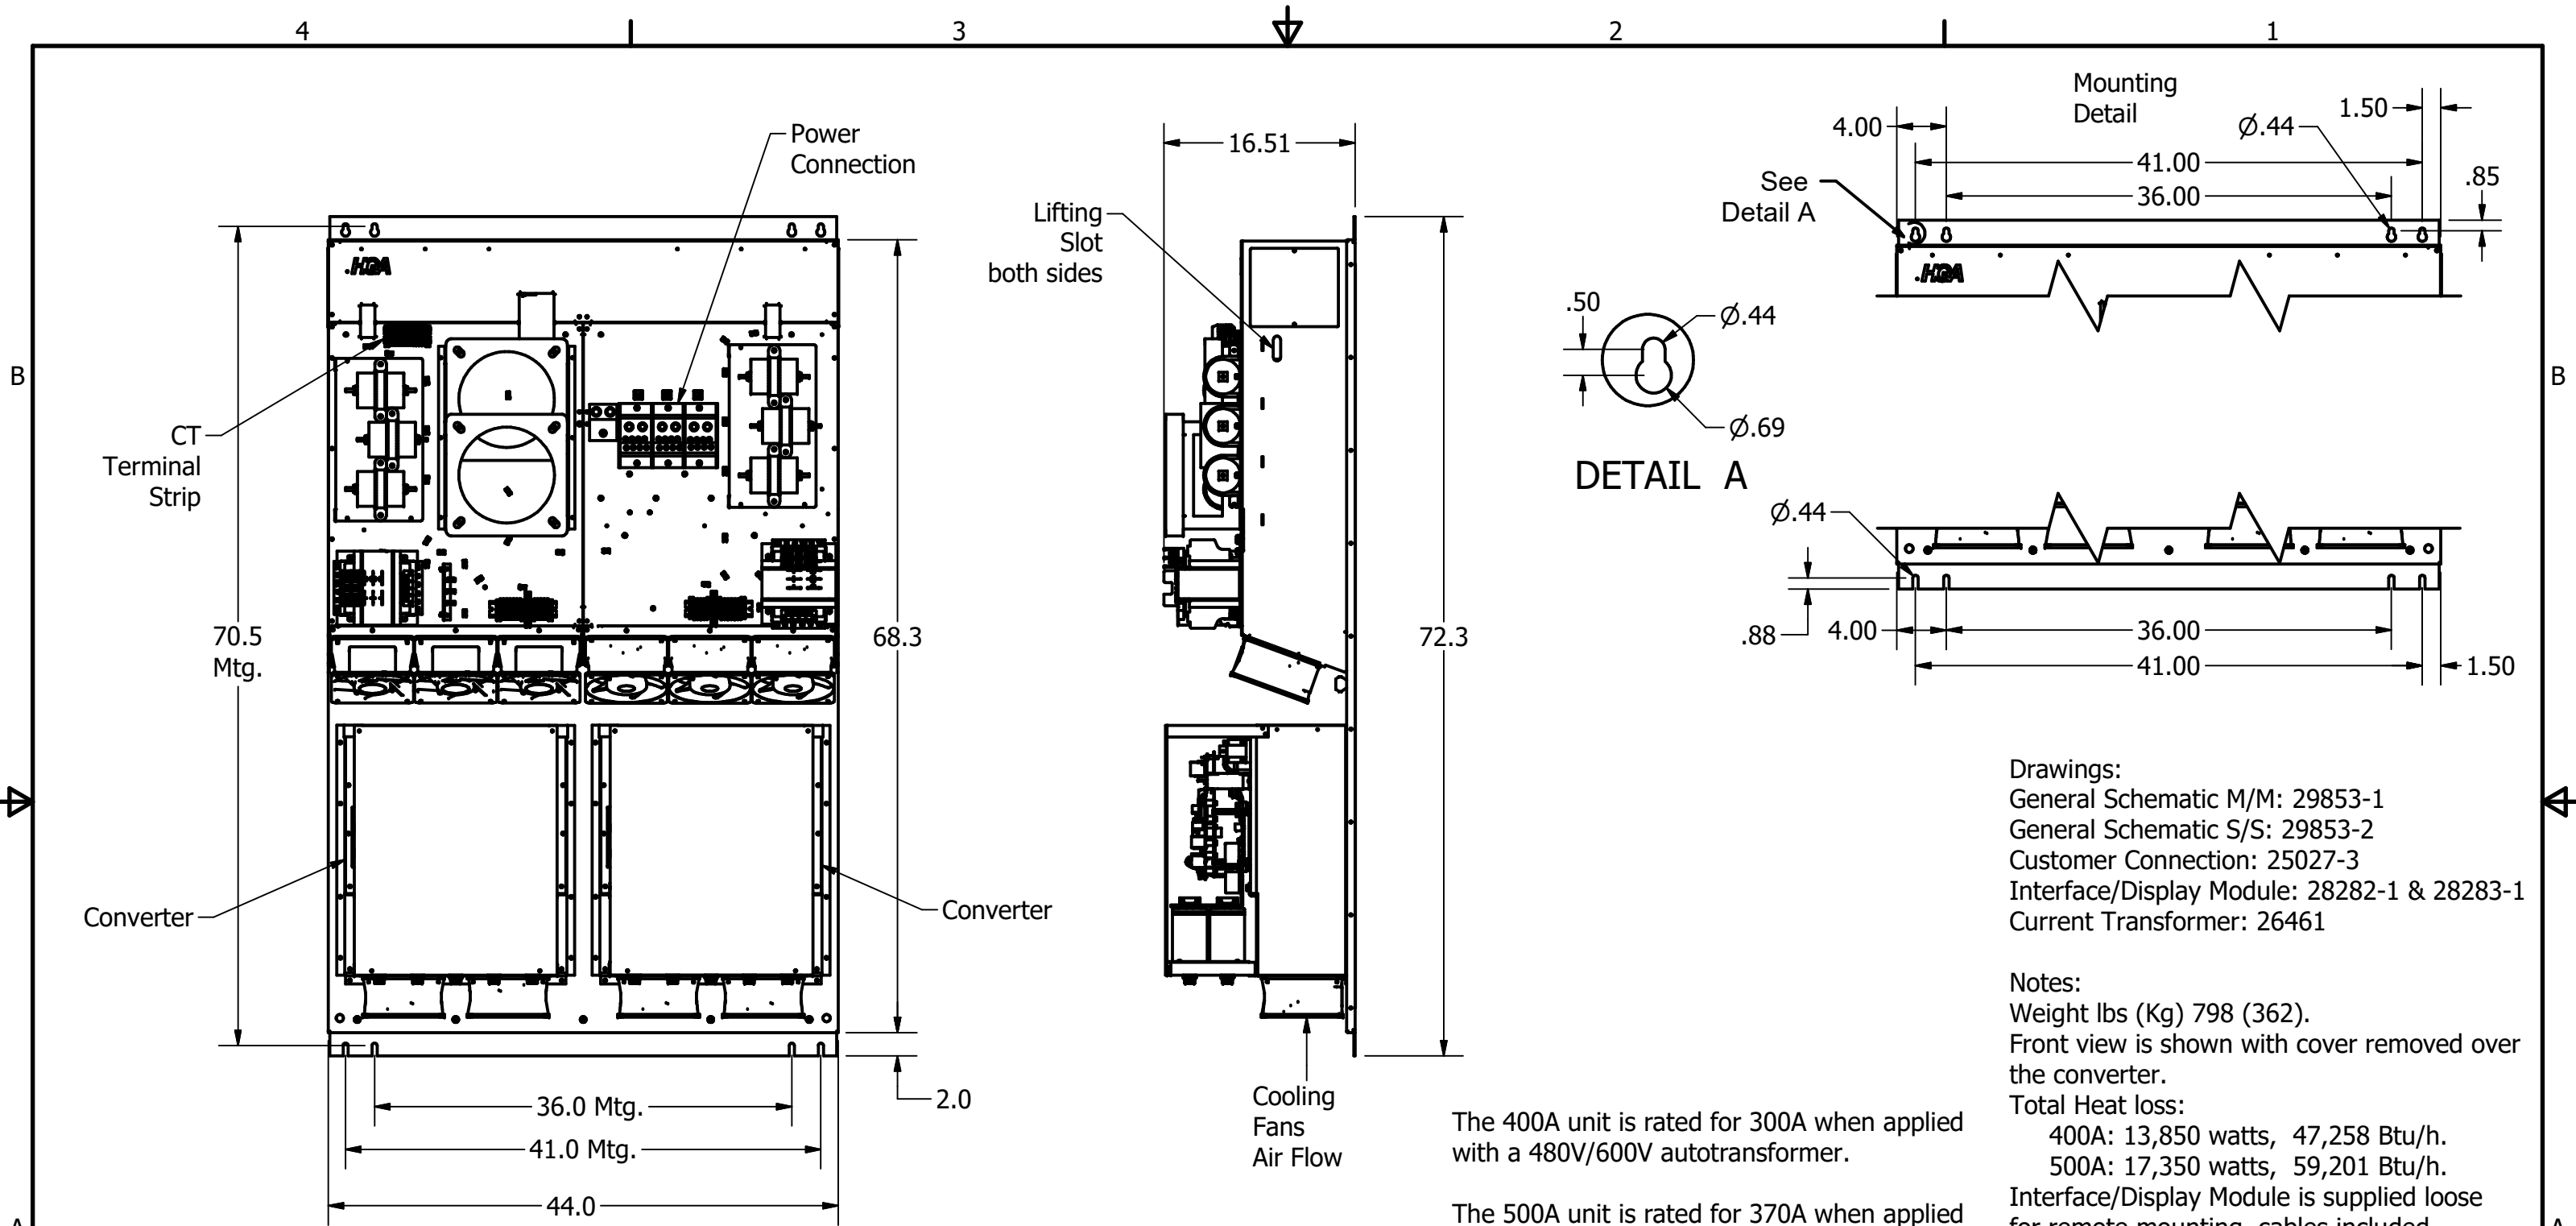 4
3
2
1
B
B
Power
Connection
CT
Terminal
Strip
HGA
70.5
Mtg.
68.3
Converter
Converter
36.0 Mtg.
41.0 Mtg.
44.0
2.0
16.51
Lifting
Slot
both sides
72.3
Cooling
Fans
Air Flow
Mounting
Detail
4.00
1.50
Ø.44
41.00
36.00
.85
See
Detail A
HGA
.50
Ø.44
Ø.69
DETAIL A
Ø.44
.88
4.00
36.00
41.00
1.50
Drawings:
General Schematic M/M: 29853-1
General Schematic S/S: 29853-2
Customer Connection: 25027-3
Interface/Display Module: 28282-1 & 28283-1
Current Transformer: 26461
Notes:
Weight lbs (Kg) 798 (362).
Front view is shown with cover removed over
the converter.
Total Heat loss:
400A: 13,850 watts, 47,258 Btu/h.
500A: 17,350 watts, 59,201 Btu/h.
Interface/Display Module is supplied loose
for remote mounting, cables included
The 400A unit is rated for 300A when applied
with a 480V/600V autotransformer.
The 500A unit is rated for 370A when applied